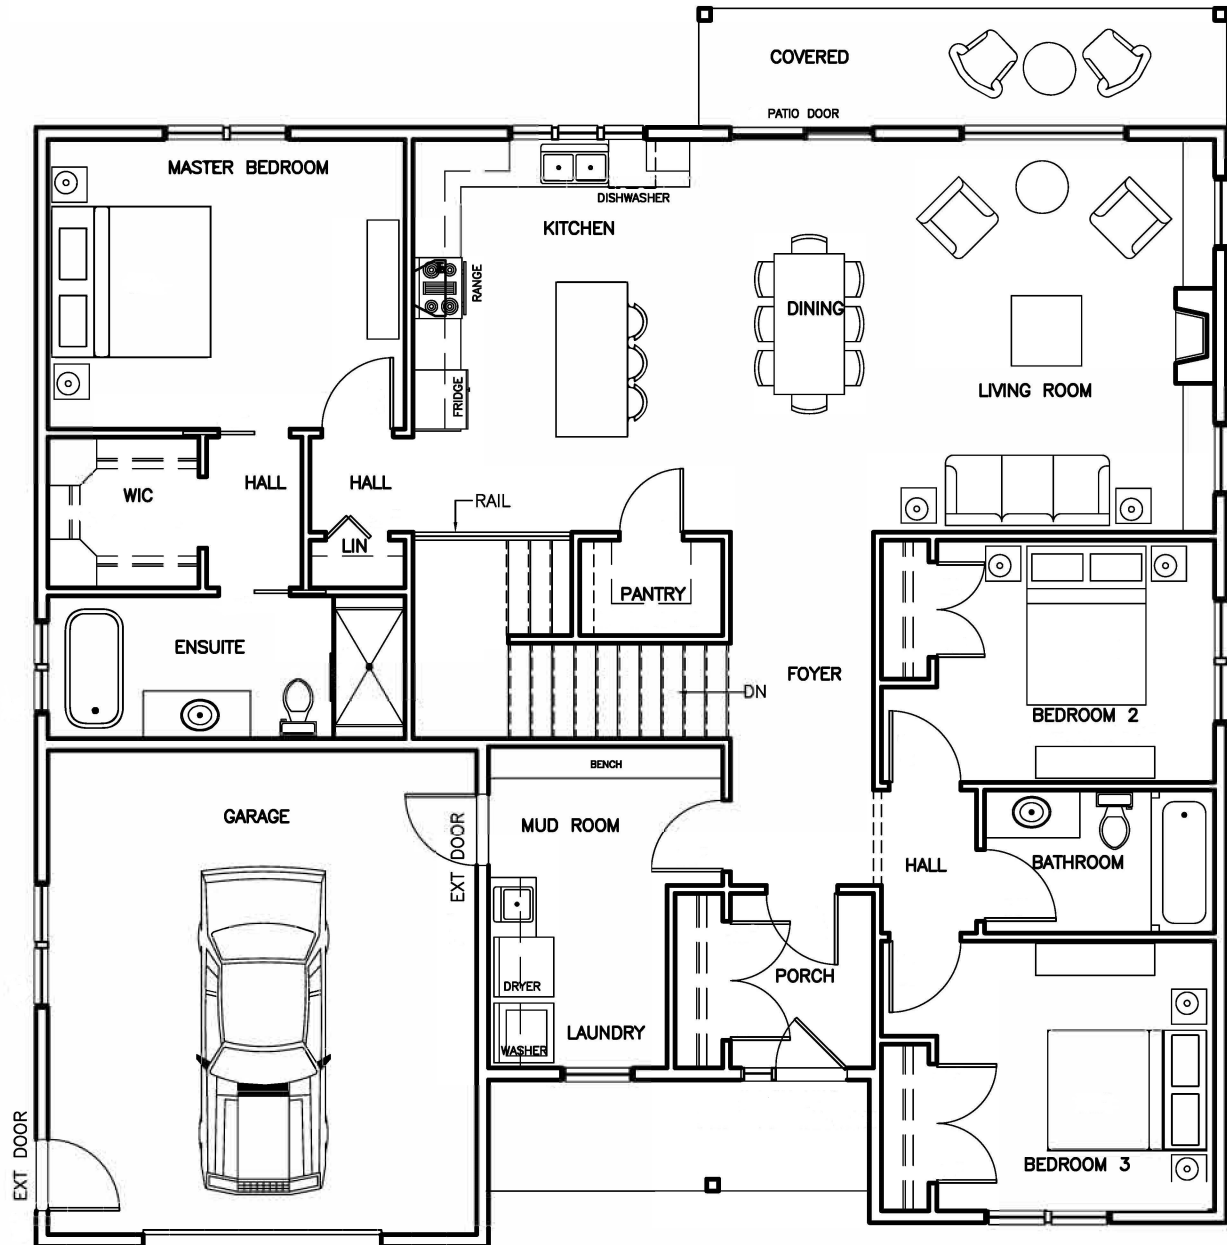 COVERED
PATIO DOOR
MASTER BEDROOM
DISHWASHER
KITCHEN
RANGE
DINING
LIVING ROOM
FRIDGE
WIC
HALL
HALL
RAIL
LIN
PANTRY
ENSUITE
FOYER
DN
BEDROOM 2
BENCH
GARAGE
MUD ROOM
EXT DOOR
HALL
BATHROOM
DRYER
PORCH
LAUNDRY
WASHER
EXT DOOR
BEDROOM 3